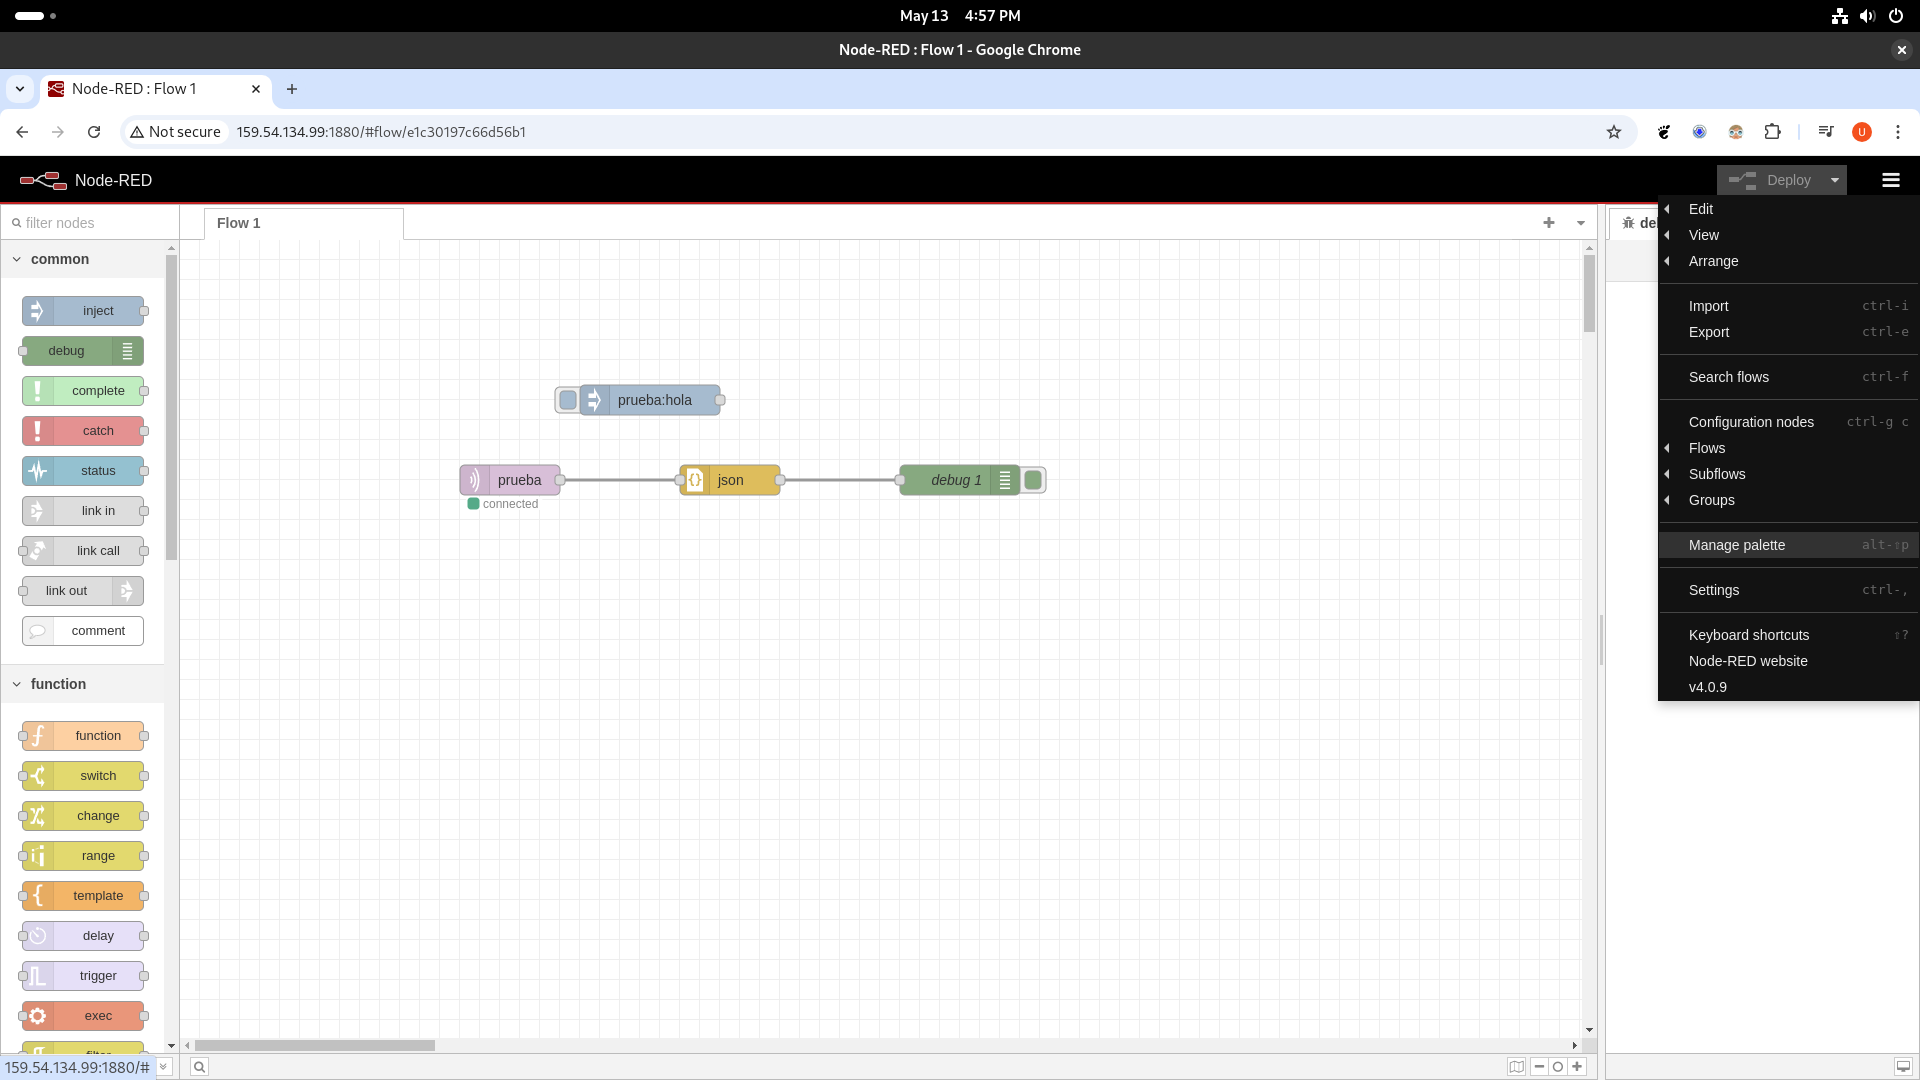 May 13 4:57 PM
Node-RED : Flow 1 - Google Chrome
Node-RED : Flow 1
Not secure 159.54.134.99:1880/#flow/e1c30197c66d56b1
U
Node-RED
Deploy
filter nodes
Flow 1
common
inject
debug
complete
catch
status
link in
link call
link out
comment
function
function
switch
change
range
template
delay
trigger
exec
159.54.134.99:1880/#
prueba:hola
prueba
connected
json
debug 1
Edit
View
Arrange
Import ctrl-i
Export ctrl-e
Search flows ctrl-f
Configuration nodes ctrl-g c
Flows
Subflows
Groups
Manage palette alt-⇧p
Settings ctrl-,
Keyboard shortcuts ⇧?
Node-RED website
v4.0.9